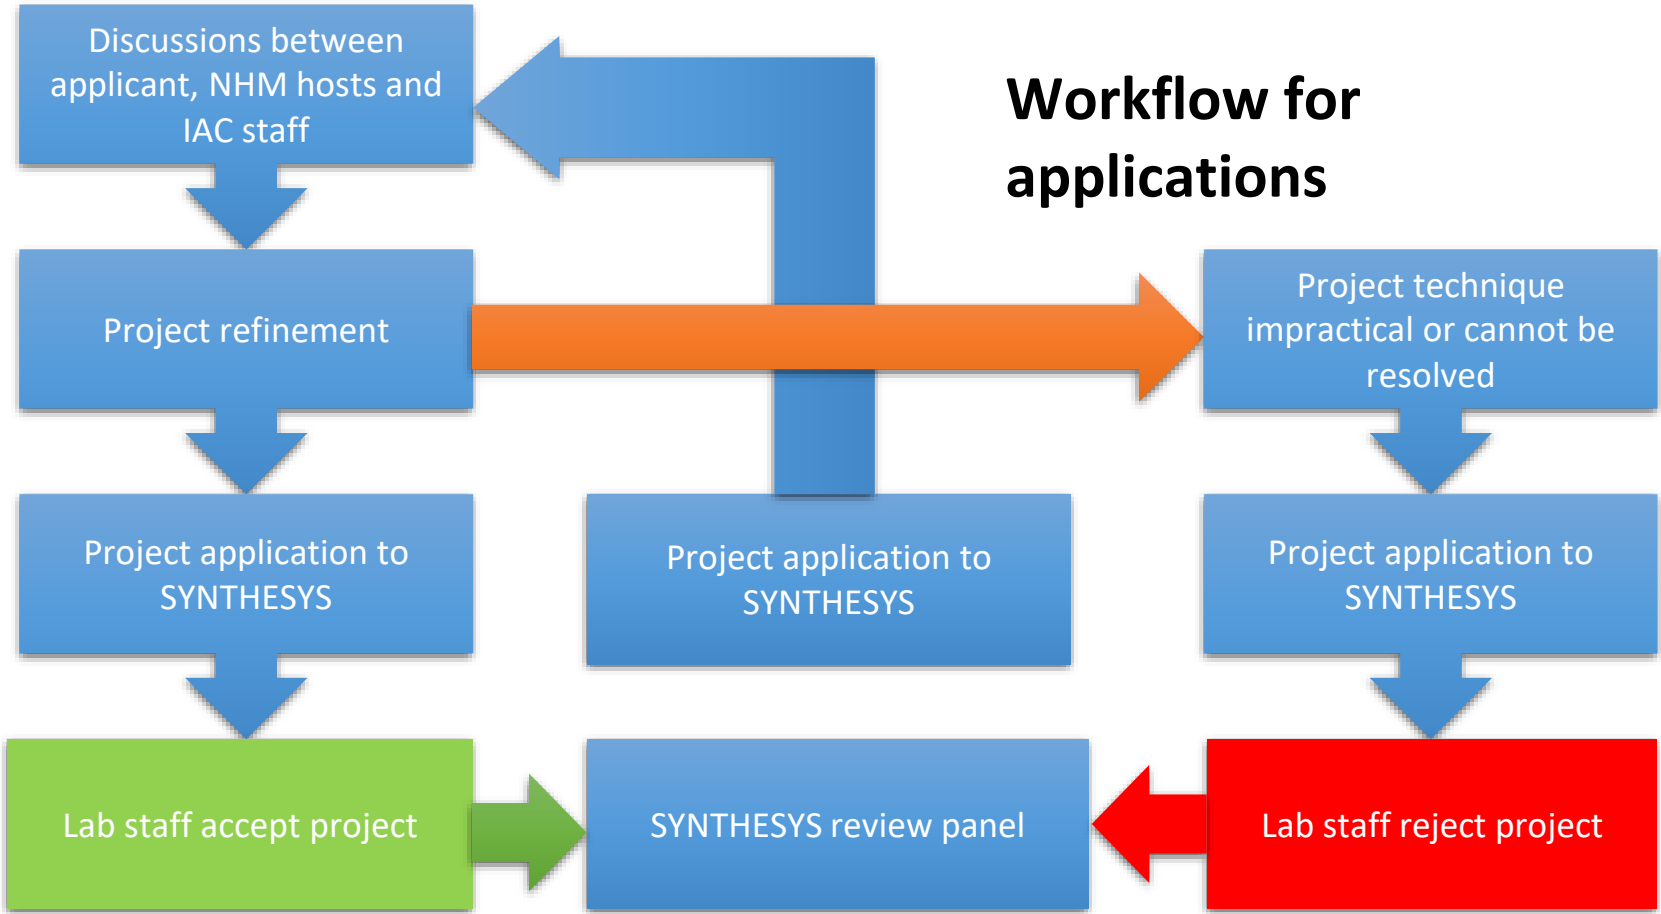 Discussions between
applicant, NHM hosts and
IAC staff
Workflow for
applications
Project refinement
Project technique
impractical or cannot be
resolved
Project application to
SYNTHESYS
Project application to
SYNTHESYS
Project application to
SYNTHESYS
Lab staff accept project
SYNTHESYS review panel
Lab staff reject project